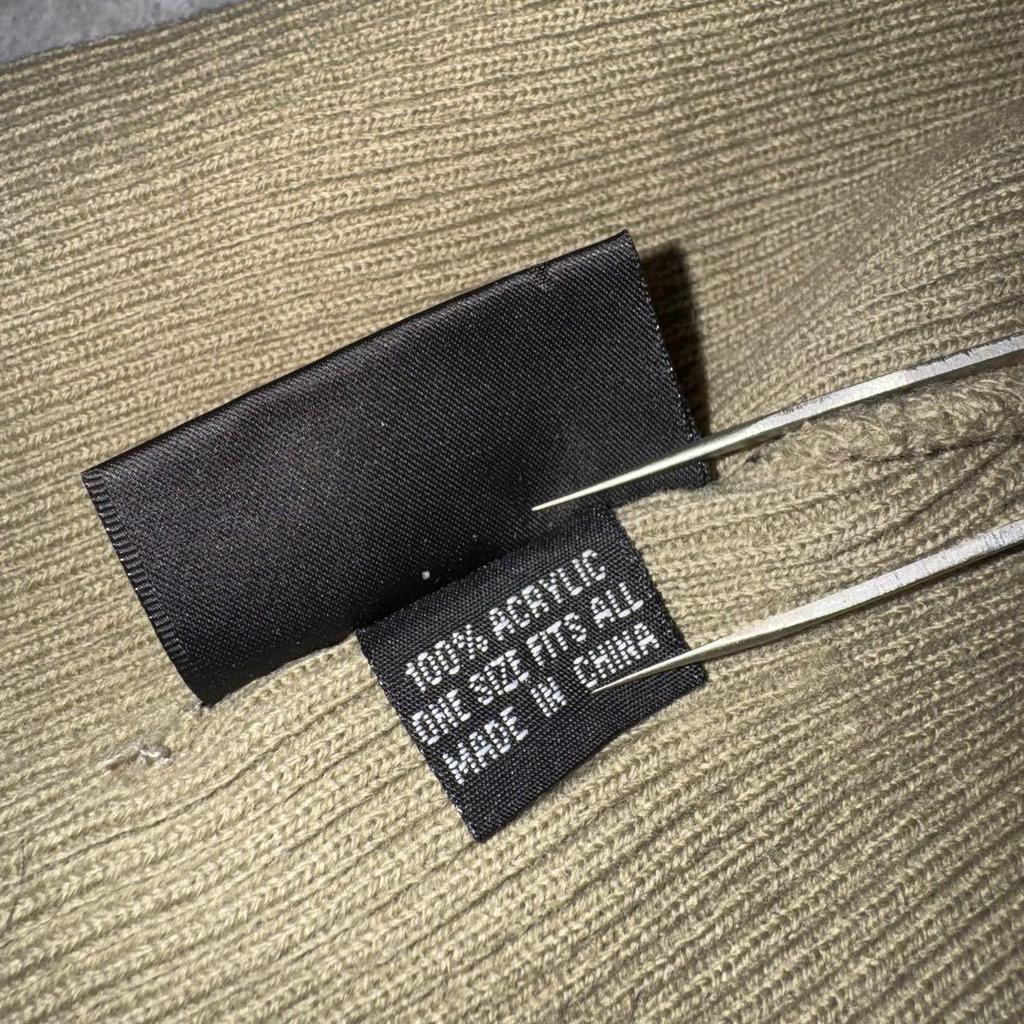 100% ACRYLIC
ONE SIZE FITS ALL
MADE IN CHINA